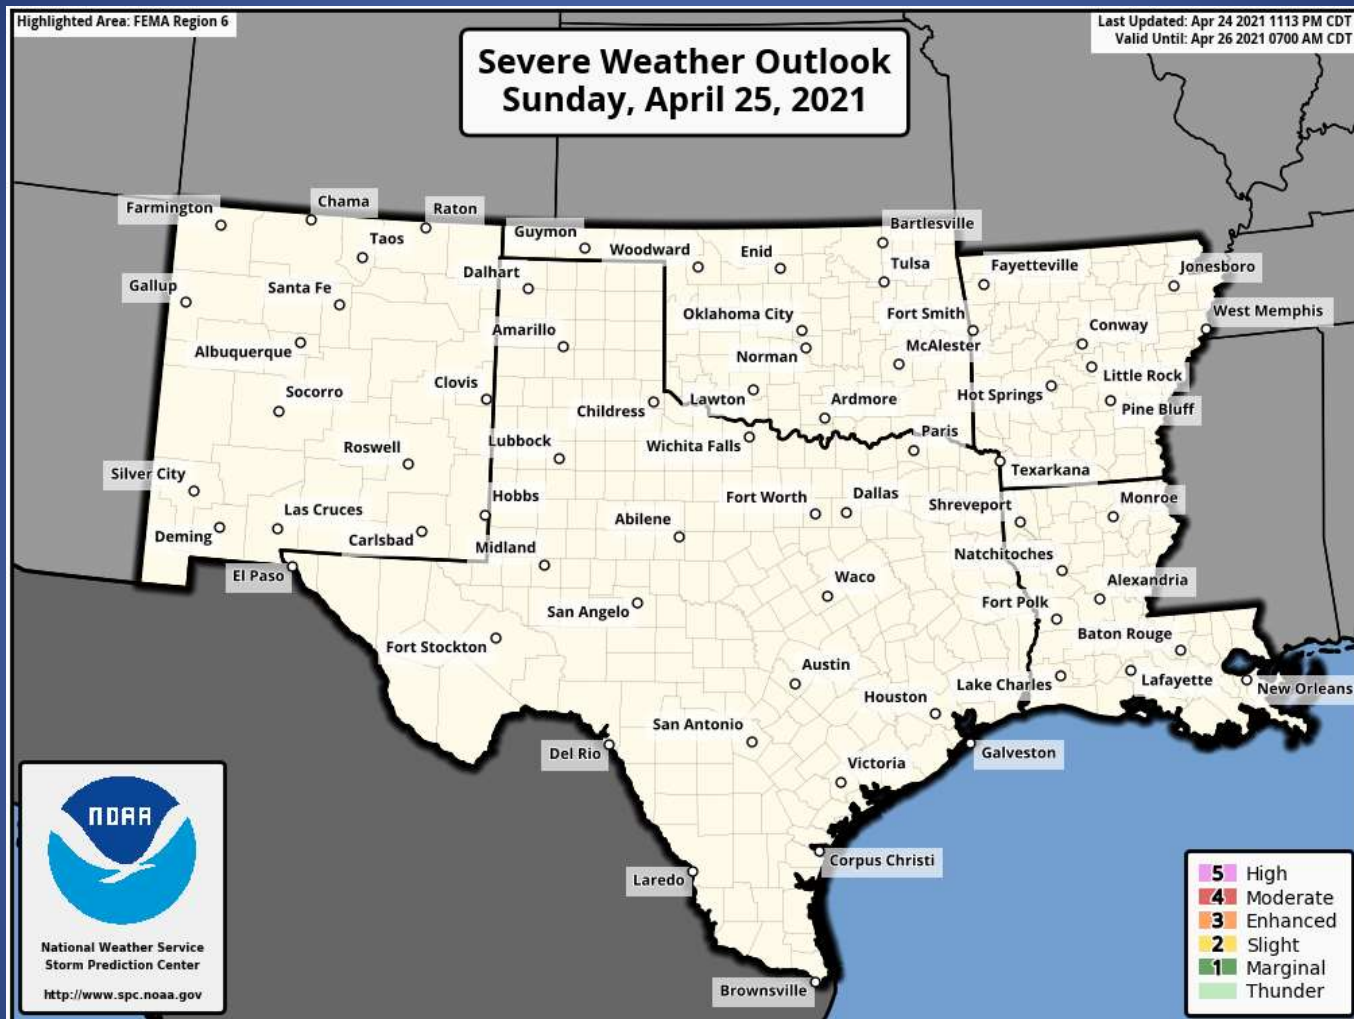 Highlighted Area: FEMA Region 6
Last Updated: Apr 24 2021 1113 PM CDT
Valid Until: Apr 26 2021 0700 AM CDT
Severe Weather Outlook
Sunday, April 25, 2021
Farmington
Chama
Raton
Taos
Guymon
Woodward
Enid
Bartlesville
Tulsa
Fayetteville
Jonesboro
Gallup
Santa Fe
Dalhart
Oklahoma City
Fort Smith
Conway
West Memphis
Albuquerque
Amarillo
Norman
McAlester
Little Rock
Socorro
Clovis
Childress
Lawton
Ardmore
Hot Springs
Pine Bluff
Roswell
Lubbock
Wichita Falls
Paris
Texarkana
Silver City
Hobbs
Fort Worth
Dallas
Shreveport
Monroe
Las Cruces
Abilene
Deming
Carlsbad
Midland
Natchitoches
El Paso
Waco
Alexandria
San Angelo
Fort Polk
Fort Stockton
Baton Rouge
Austin
Houston
Lake Charles
Lafayette
New Orleans
San Antonio
Del Rio
Galveston
Victoria
Corpus Christi
Laredo
Brownsville
NOAA
National Weather Service
Storm Prediction Center
http://www.spc.noaa.gov
5 High
4 Moderate
3 Enhanced
2 Slight
1 Marginal
Thunder